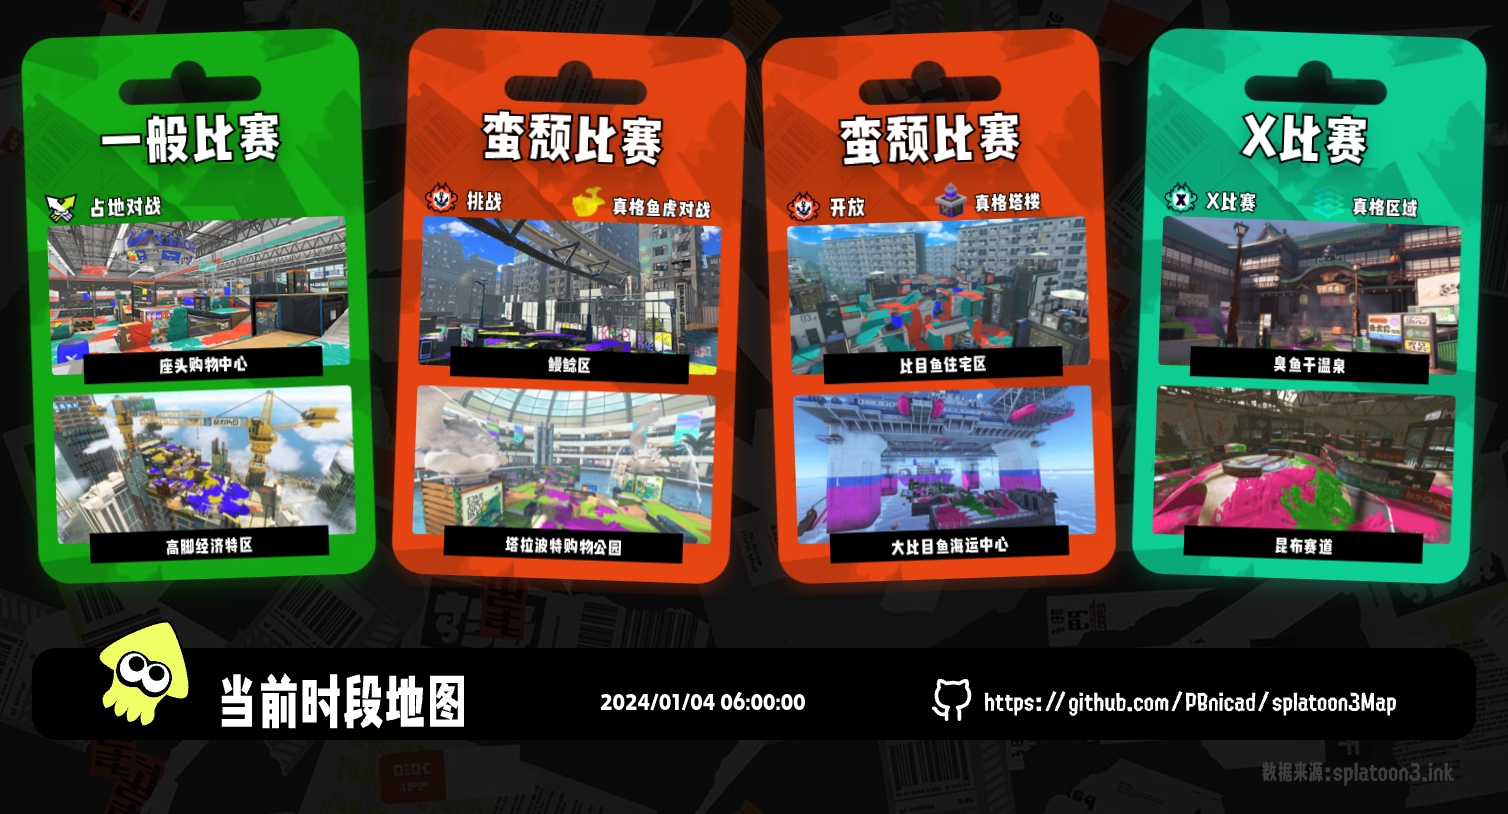 一般比赛
占地对战
座头购物中心
高脚经济特区
蛮颓比赛
挑战
真格鱼虎对战
鳗鲶区
塔拉波特购物公园
蛮颓比赛
开放
真格塔楼
比目鱼住宅区
大比目鱼海运中心
X比赛
X比赛
真格区域
臭鱼干温泉
昆布赛道
当前时段地图
2024/01/04 06:00:00
https://github.com/PBnicad/splatoon3Map
数据来源:splatoon3.ink